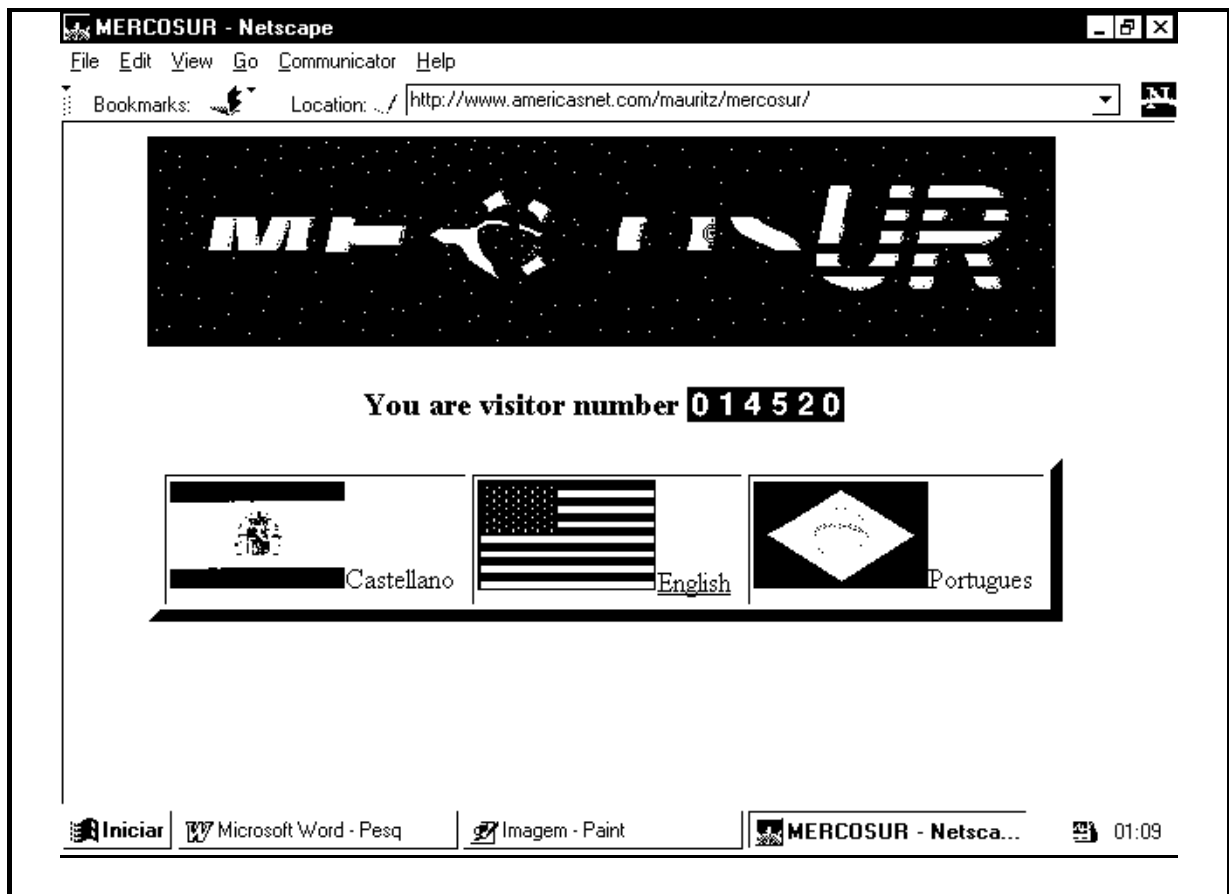 MERCOSUR - Netscape
File Edit View Go Communicator Help
Bookmarks: Location: http://www.americasnet.com/mauritz/mercosur/
You are visitor number 014520
Castellano English Portugues
Iniciar Microsoft Word - Pesq Imagem - Paint MERCOSUR - Netsca... 01:09